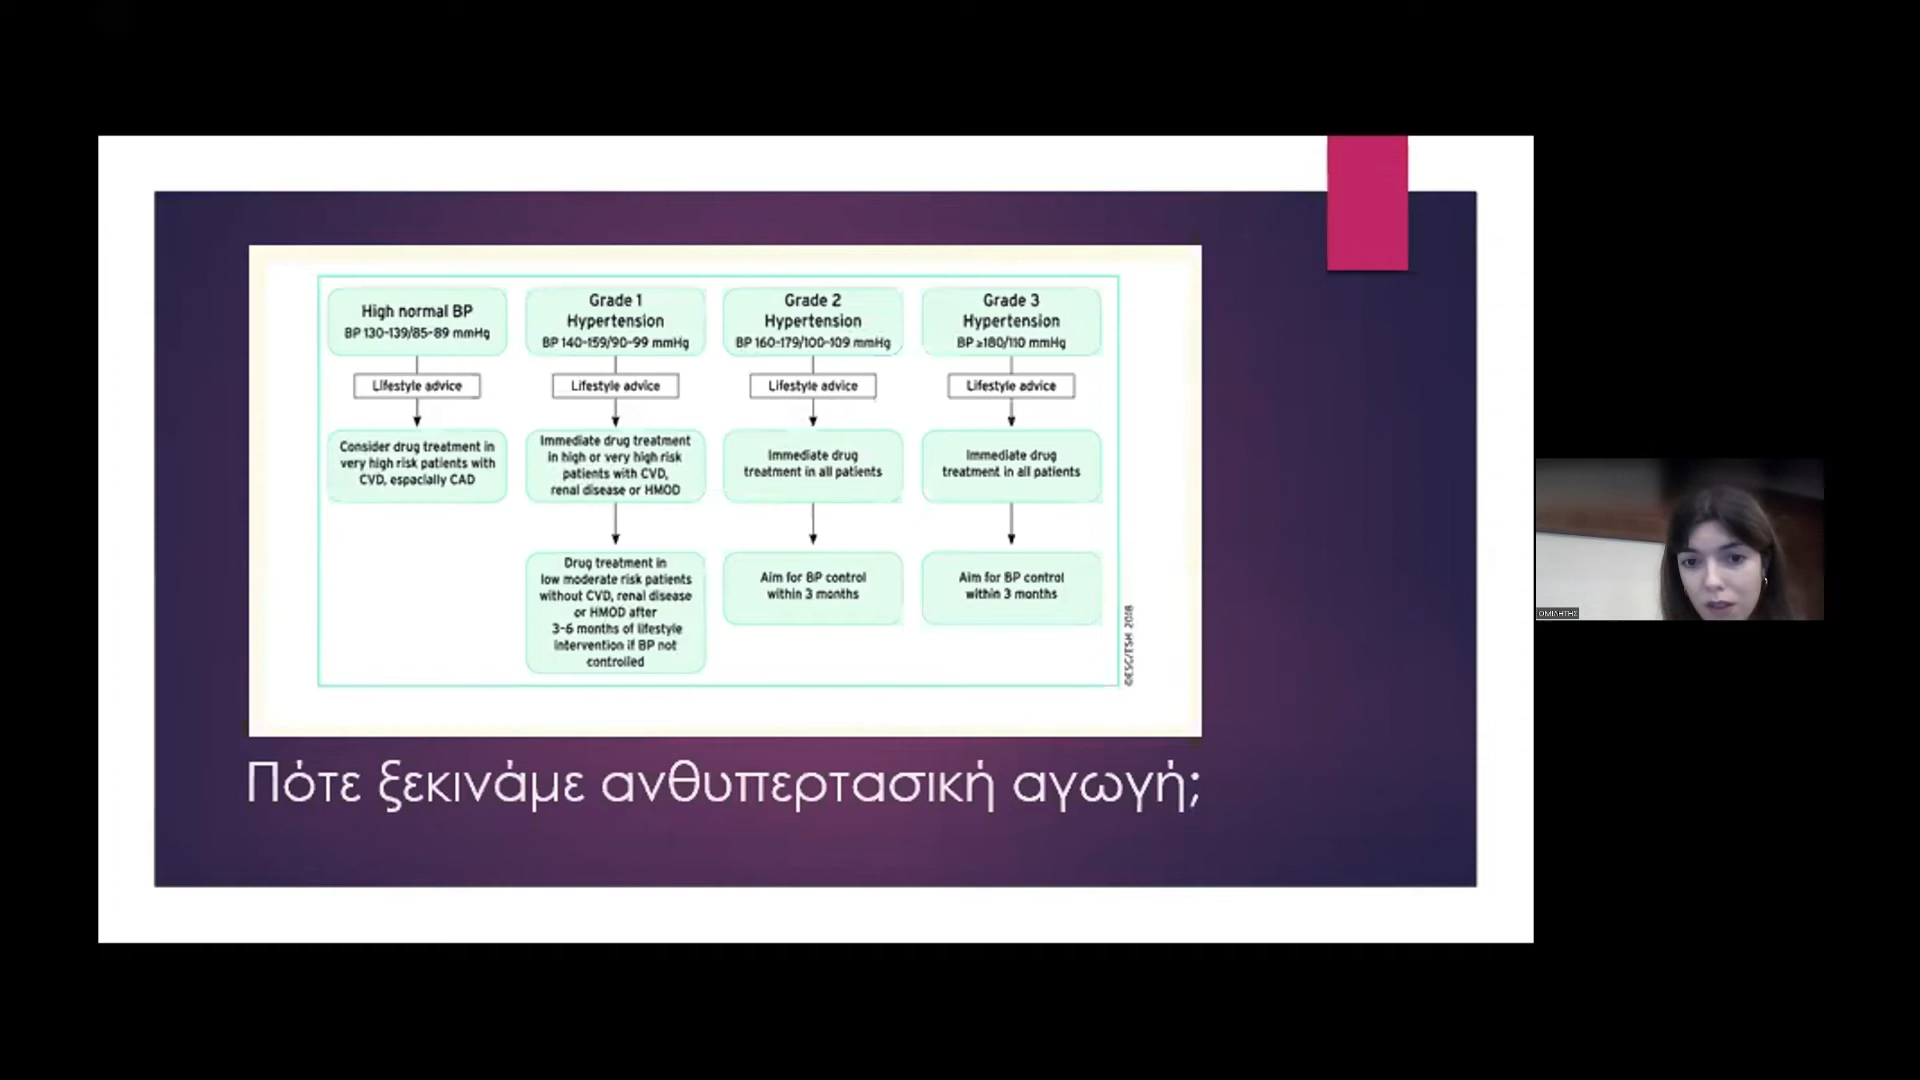 High normal BP
BP 130-139/85-89 mmHg
Lifestyle advice
Consider drug treatment in
very high risk patients with
CVD, espacially CAD
Grade 1
Hypertension
BP 140-159/90-99 mmHg
Lifestyle advice
Immediate drug treatment
in high or very high risk
patients with CVD,
renal disease or HMOD
Drug treatment in
low moderate risk patients
without CVD, renal disease
or HMOD after
3-6 months of lifestyle
intervention if BP not
controlled
Grade 2
Hypertension
BP 160-179/100-109 mmHg
Lifestyle advice
Immediate drug
treatment in all patients
Aim for BP control
within 3 months
Grade 3
Hypertension
BP ≥180/110 mmHg
Lifestyle advice
Immediate drug
treatment in all patients
Aim for BP control
within 3 months
©ESC/ESH 2018
Πότε ξεκινάμε ανθυπερτασική αγωγή;
ΟΜΙΛΗΤΗΣ